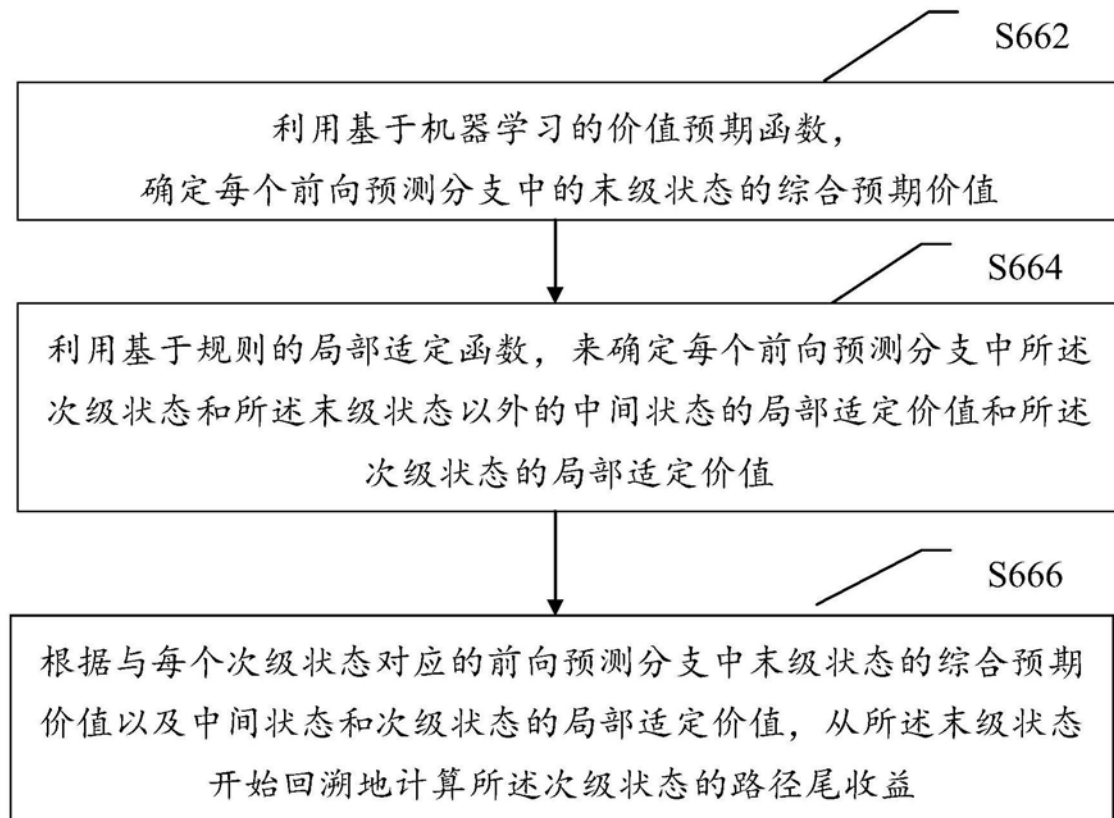 S662
利用基于机器学习的价值预期函数，
确定每个前向预测分支中的末级状态的综合预期价值
S664
利用基于规则的局部适定函数，来确定每个前向预测分支中所述
次级状态和所述末级状态以外的中间状态的局部适定价值和所述
次级状态的局部适定价值
S666
根据与每个次级状态对应的前向预测分支中末级状态的综合预期
价值以及中间状态和次级状态的局部适定价值，从所述末级状态
开始回溯地计算所述次级状态的路径尾收益